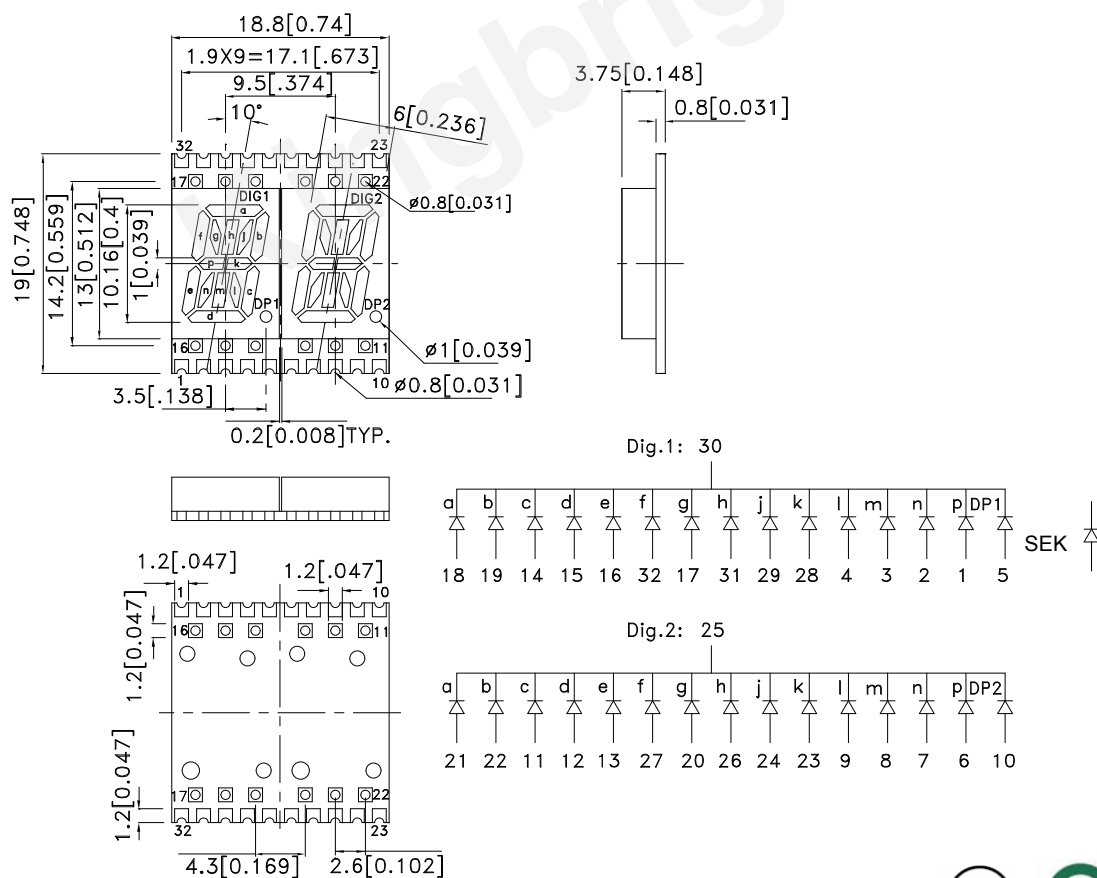 18.8[0.74]
1.9X9=17.1[.673]
9.5[.374]
10°
6[0.236]
3.75[0.148]
0.8[0.031]
32 23
17 22
DIG1 DIG2
ø0.8[0.031]
a
f g h j b
l
p k
e n m l c
d
DP1 DP2
16 11
1 10
19[0.748]
14.2[0.559]
13[0.512]
10.16[0.4]
1[0.039]
ø1[0.039]
ø0.8[0.031]
3.5[.138]
0.2[0.008]TYP.
Dig.1: 30
a b c d e f g h j k l m n p DP1
18 19 14 15 16 32 17 31 29 28 4 3 2 1 5
SEK
Dig.2: 25
a b c d e f g h j k l m n p DP2
21 22 11 12 13 27 20 26 24 23 9 8 7 6 10
1.2[.047]
1.2[.047]
1 10
16 11
1.2[0.047]
1.2[0.047]
17 22
32 23
4.3[0.169]
2.6[0.102]
Kingbrig